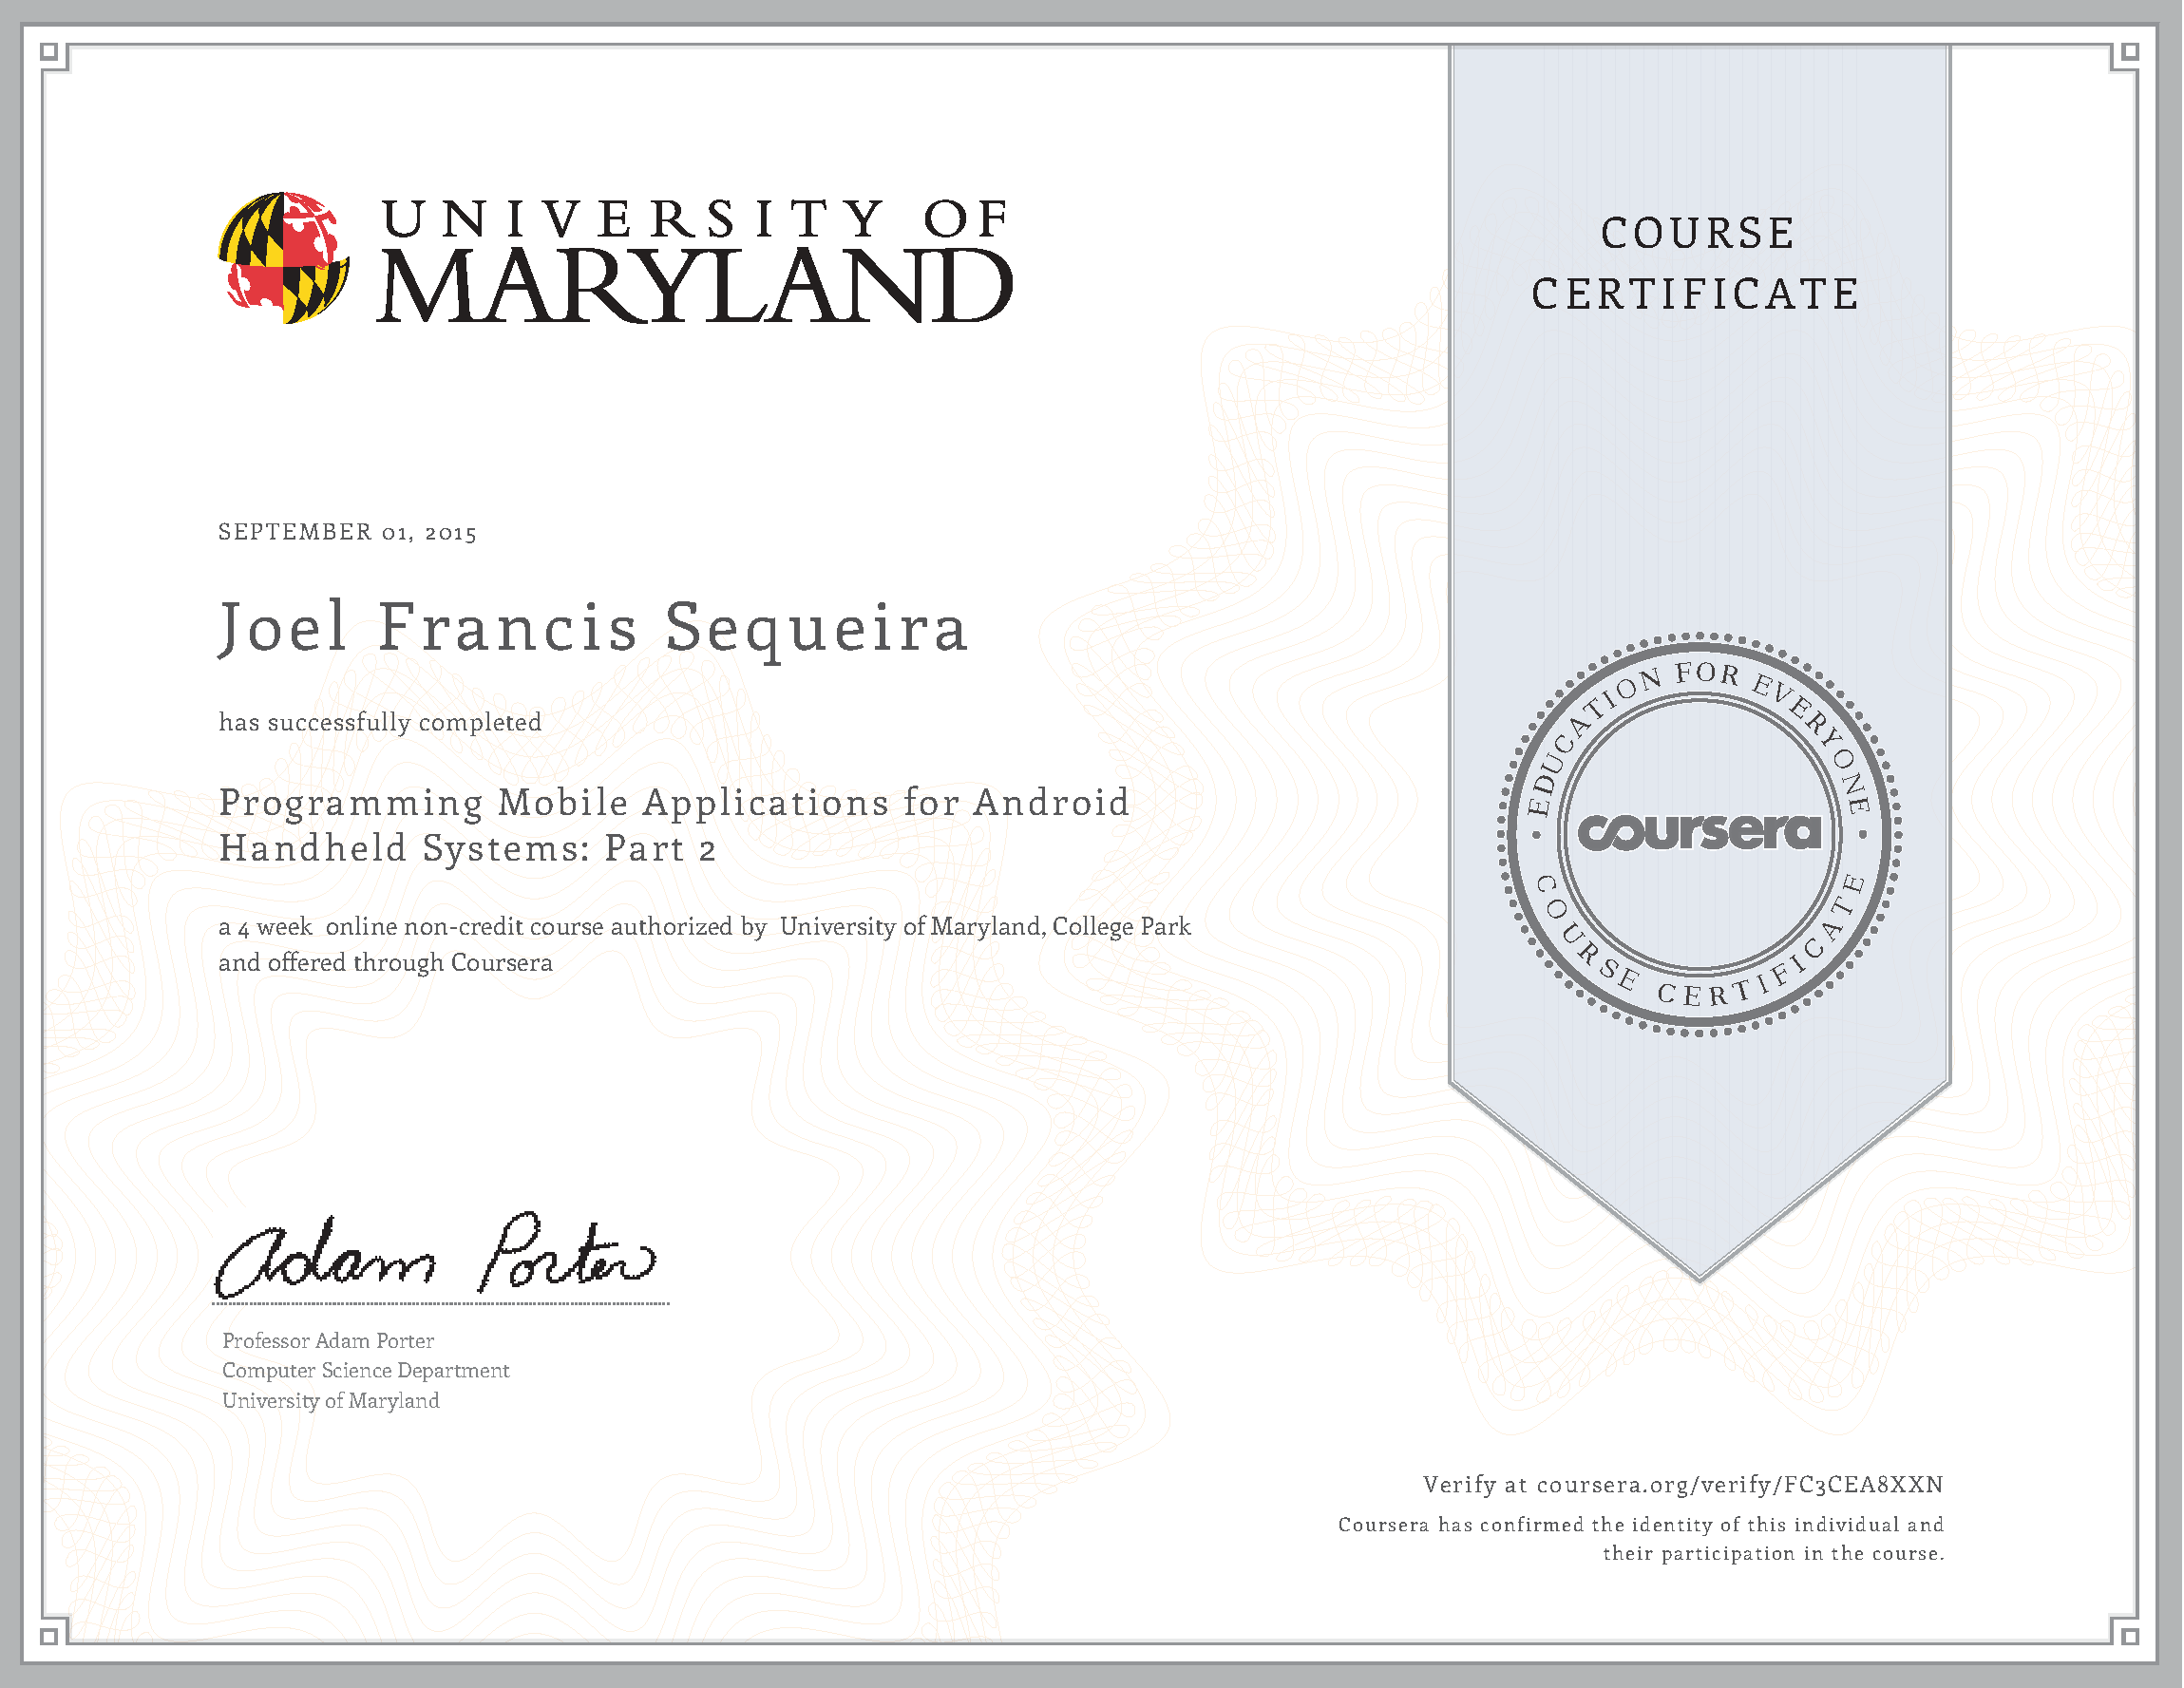 UNIVERSITY OF
MARYLAND
COURSE
CERTIFICATE
SEPTEMBER 01, 2015
Joel Francis Sequeira
has successfully completed
Programming Mobile Applications for Android
Handheld Systems: Part 2
a 4 week online non-credit course authorized by University of Maryland, College Park
and offered through Coursera
EDUCATION FOR EVERYONE
coursera
COURSE CERTIFICATE
Adam Porter
Professor Adam Porter
Computer Science Department
University of Maryland
Verify at coursera.org/verify/FC3CEA8XXN
Coursera has confirmed the identity of this individual and
their participation in the course.